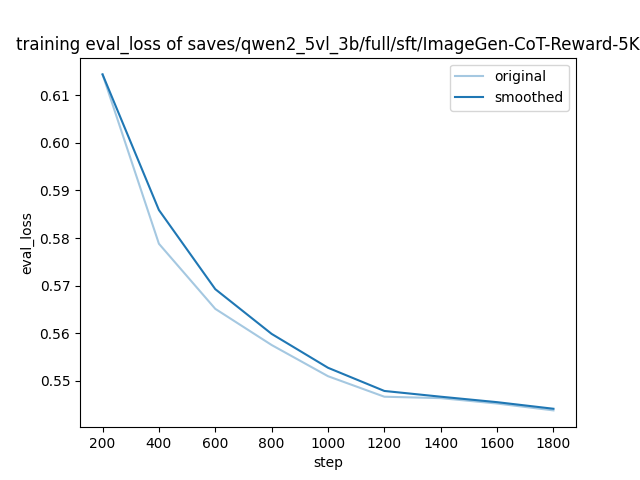 training eval_loss of saves/qwen2_5vl_3b/full/sft/ImageGen-CoT-Reward-5K
original
smoothed
0.61
0.60
0.59
0.58
0.57
0.56
0.55
eval_loss
200 400 600 800 1000 1200 1400 1600 1800
step